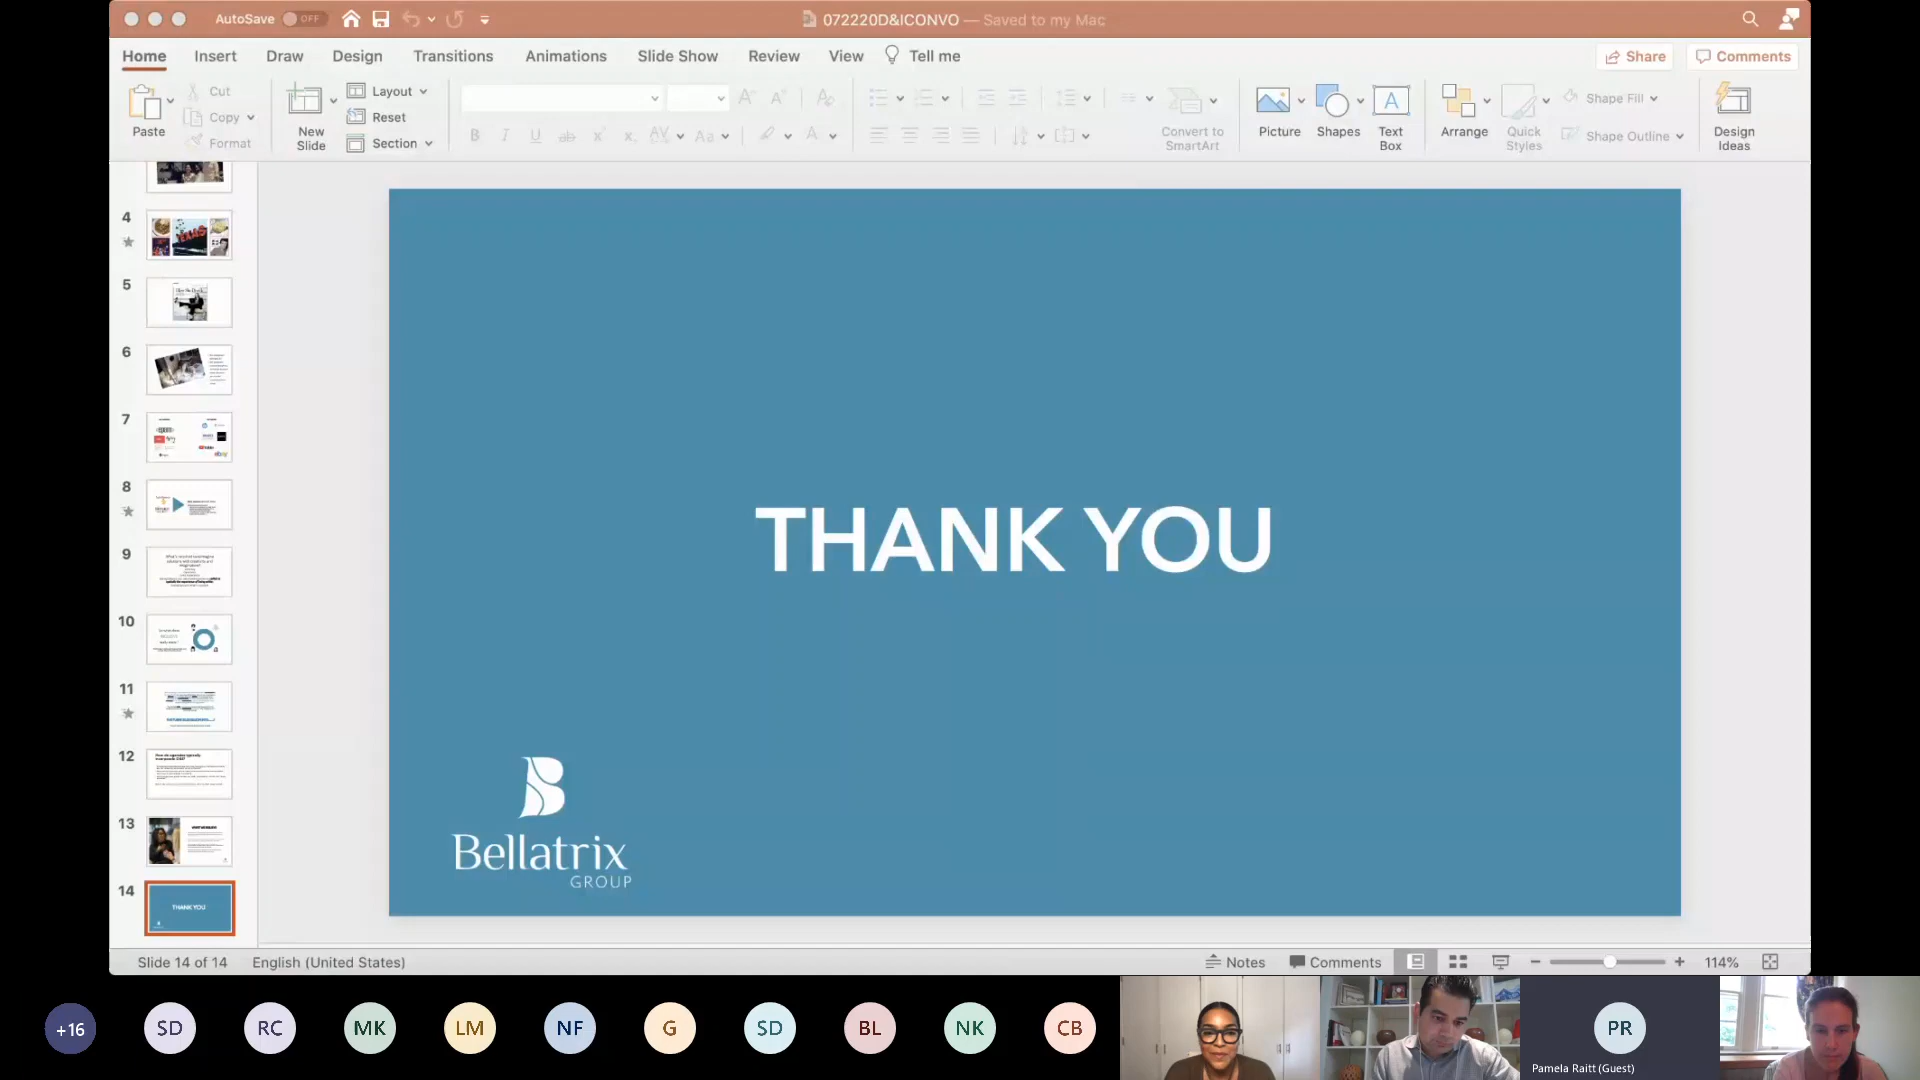 AutoSave OFF
072220D&ICONVO — Saved to my Mac
Home Insert Draw Design Transitions Animations Slide Show Review View Tell me
Share Comments
Paste
Cut
Copy
Format
New
Slide
Layout
Reset
Section
Convert to
SmartArt
Picture
Shapes
Text
Box
Arrange
Quick
Styles
Shape Fill
Shape Outline
Design
Ideas
4
5
6
7
8
9
10
11
12
13
14
THANK YOU
THANK YOU
Bellatrix
GROUP
Slide 14 of 14 English (United States)
Notes Comments 114%
+16 SD RC MK LM NF G SD BL NK CB PR
Pamela Raitt (Guest)